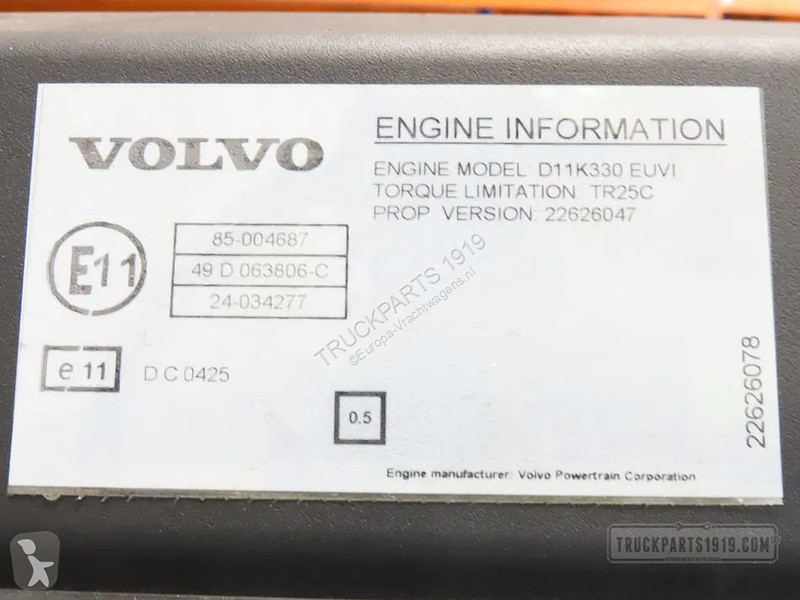 VOLVO
ENGINE INFORMATION
ENGINE MODEL: D11K330 EUVI
TORQUE LIMITATION: TR25C
PROP VERSION: 22626047
E11
85-004687
49 D 063806-C
24-034277
e 11
D C 0425
0.5
22626078
Engine manufacturer: Volvo Powertrain Corporation
TRUCKPARTS 1919
©Europa-Vrachtwagens.nl
TRUCKPARTS1919.COM